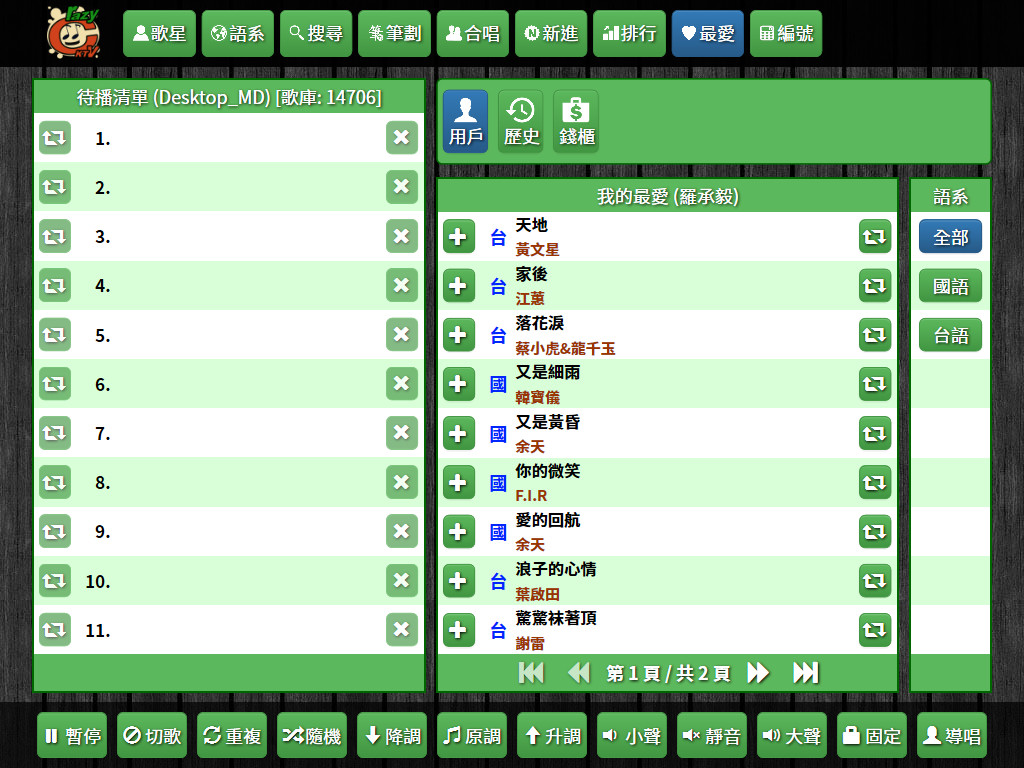 Crazy KTV
歌星 語系 搜尋 筆劃 合唱 新進 排行 最愛 編號
待播清單 (Desktop_MD) [歌庫: 14706]
1.
2.
3.
4.
5.
6.
7.
8.
9.
10.
11.
用戶 歷史 錢櫃
我的最愛 (羅承毅)
台 天地
黃文星
台 家後
江蕙
台 落花淚
蔡小虎&龍千玉
國 又是細雨
韓寶儀
國 又是黃昏
余天
國 你的微笑
F.I.R
國 愛的回航
余天
台 浪子的心情
葉啟田
台 驚驚袜著頂
謝雷
第 1 頁 / 共 2 頁
語系
全部
國語
台語
暫停 切歌 重複 隨機 降調 原調 升調 小聲 靜音 大聲 固定 導唱